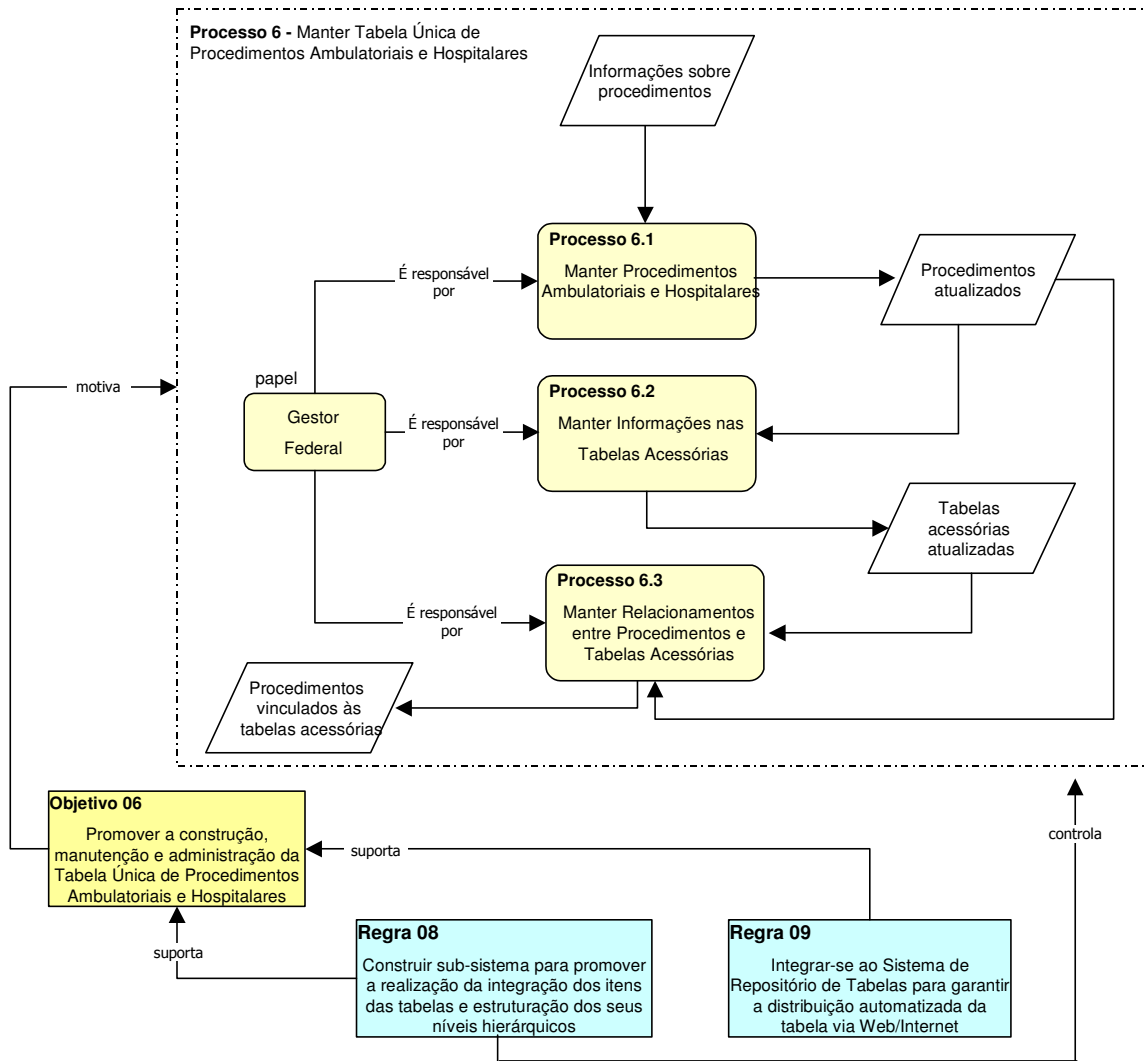 Processo 6 - Manter Tabela Única de
Procedimentos Ambulatoriais e Hospitalares
Informações sobre
procedimentos
Processo 6.1
Manter Procedimentos
Ambulatoriais e Hospitalares
Procedimentos
atualizados
É responsável
por
motiva
papel
Gestor
Federal
É responsável
por
Processo 6.2
Manter Informações nas
Tabelas Acessórias
Tabelas
acessórias
atualizadas
É responsável
por
Processo 6.3
Manter Relacionamentos
entre Procedimentos e
Tabelas Acessórias
Procedimentos
vinculados às
tabelas acessórias
Objetivo 06
Promover a construção,
manutenção e administração da
Tabela Única de Procedimentos
Ambulatoriais e Hospitalares
suporta
controla
suporta
Regra 08
Construir sub-sistema para promover
a realização da integração dos itens
das tabelas e estruturação dos seus
níveis hierárquicos
Regra 09
Integrar-se ao Sistema de
Repositório de Tabelas para garantir
a distribuição automatizada da
tabela via Web/Internet